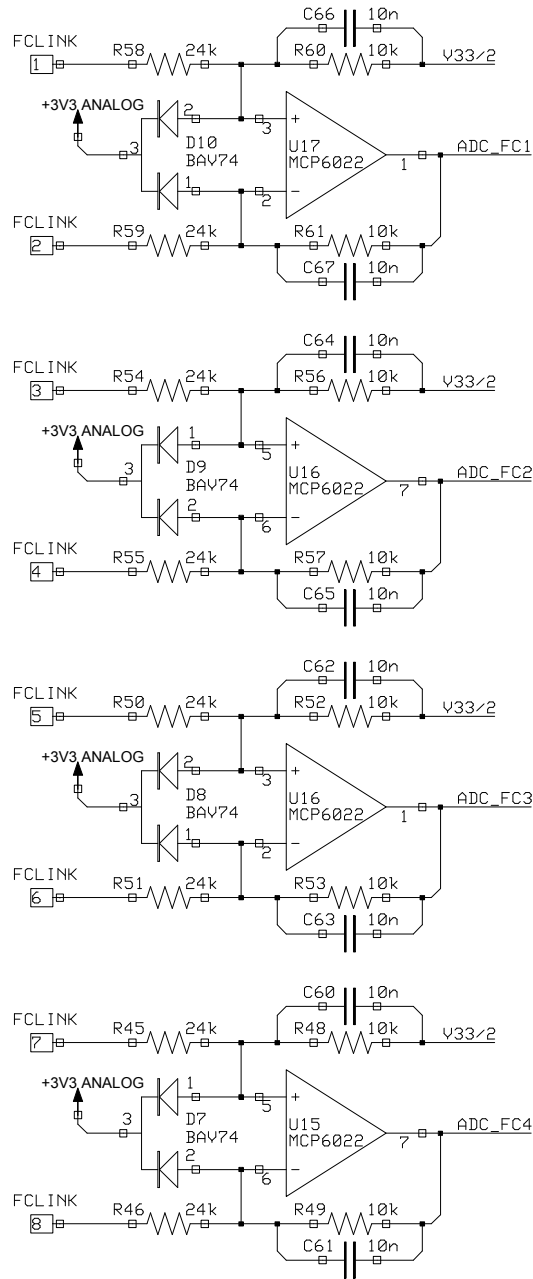 C66 10n
FCLINK
1 R58 24k R60 10k V33/2
+3V3 ANALOG
2 3 +
3 D10 U17
BAV74 MCP6022 1 ADC_FC1
1 2 -
FCLINK
2 R59 24k R61 10k
C67 10n
C64 10n
FCLINK
3 R54 24k R56 10k V33/2
+3V3 ANALOG
1 5 +
3 D9 U16
BAV74 MCP6022 7 ADC_FC2
2 6 -
FCLINK
4 R55 24k R57 10k
C65 10n
C62 10n
FCLINK
5 R50 24k R52 10k V33/2
+3V3 ANALOG
2 3 +
3 D8 U16
BAV74 MCP6022 1 ADC_FC3
1 2 -
FCLINK
6 R51 24k R53 10k
C63 10n
C60 10n
FCLINK
7 R45 24k R48 10k V33/2
+3V3 ANALOG
1 5 +
3 D7 U15
BAV74 MCP6022 7 ADC_FC4
2 6 -
FCLINK
8 R46 24k R49 10k
C61 10n